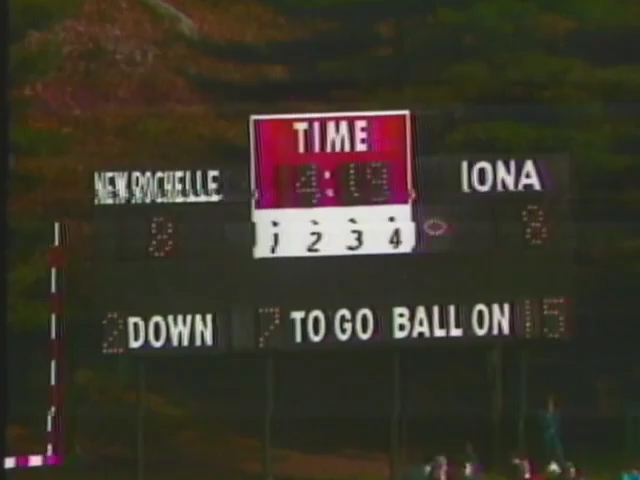 TIME
NEW ROCHELLE 4:19 IONA
8 1 2 3 4 8
2 DOWN 7 TO GO BALL ON 15